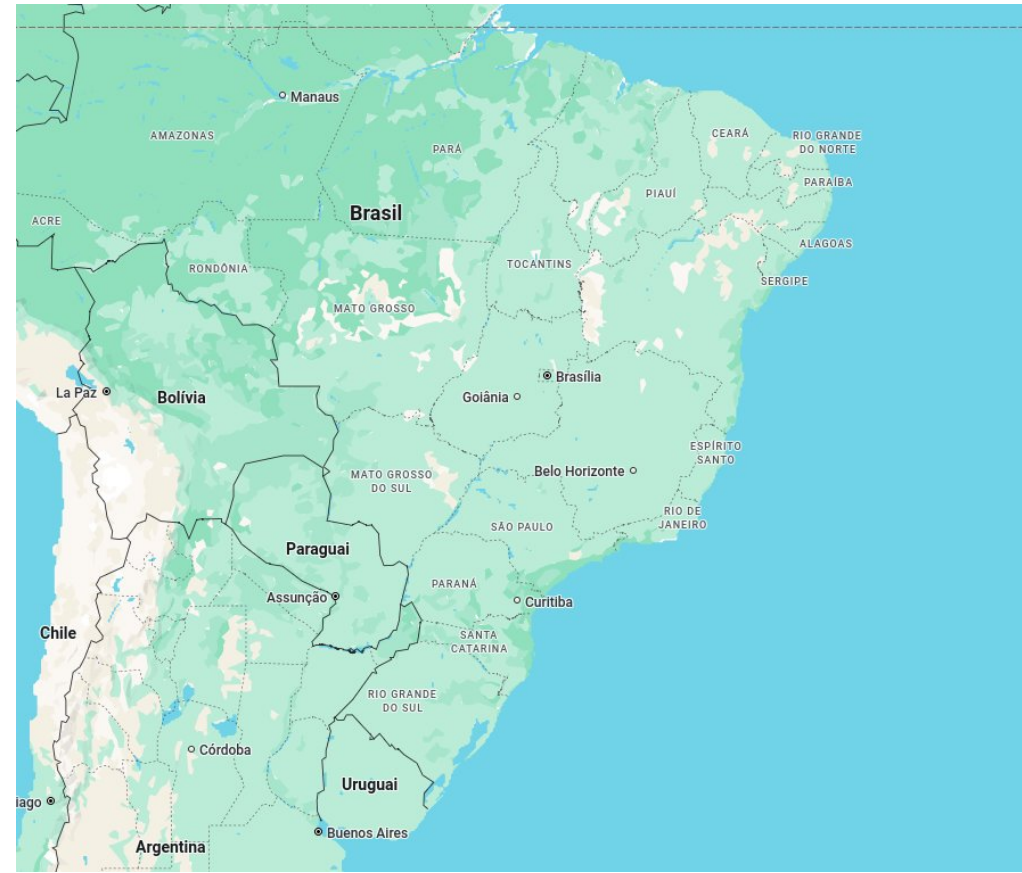 Manaus
AMAZONAS
PARÁ
CEARÁ
RIO GRANDE
DO NORTE
PARAÍBA
PIAUÍ
Brasil
ACRE
ALAGOAS
RONDÔNIA
TOCANTINS
SERGIPE
MATO GROSSO
Brasília
La Paz
Bolívia
Goiânia
ESPÍRITO
SANTO
Belo Horizonte
MATO GROSSO
DO SUL
RIO DE
JANEIRO
SÃO PAULO
Paraguai
PARANÁ
Assunção
Curitiba
Chile
SANTA
CATARINA
RIO GRANDE
DO SUL
Córdoba
Uruguai
iago
Buenos Aires
Argentina